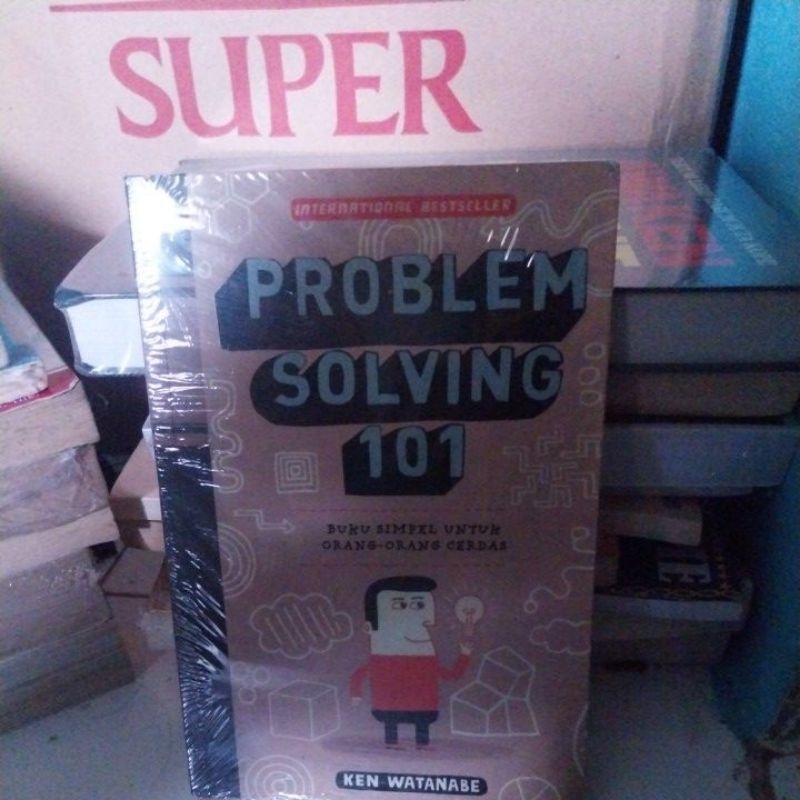 SUPER
INTERNATIONAL BESTSELLER
PROBLEM
SOLVING
101
BUKU SIMPEL UNTUK
ORANG-ORANG CERDAS
KEN WATANABE